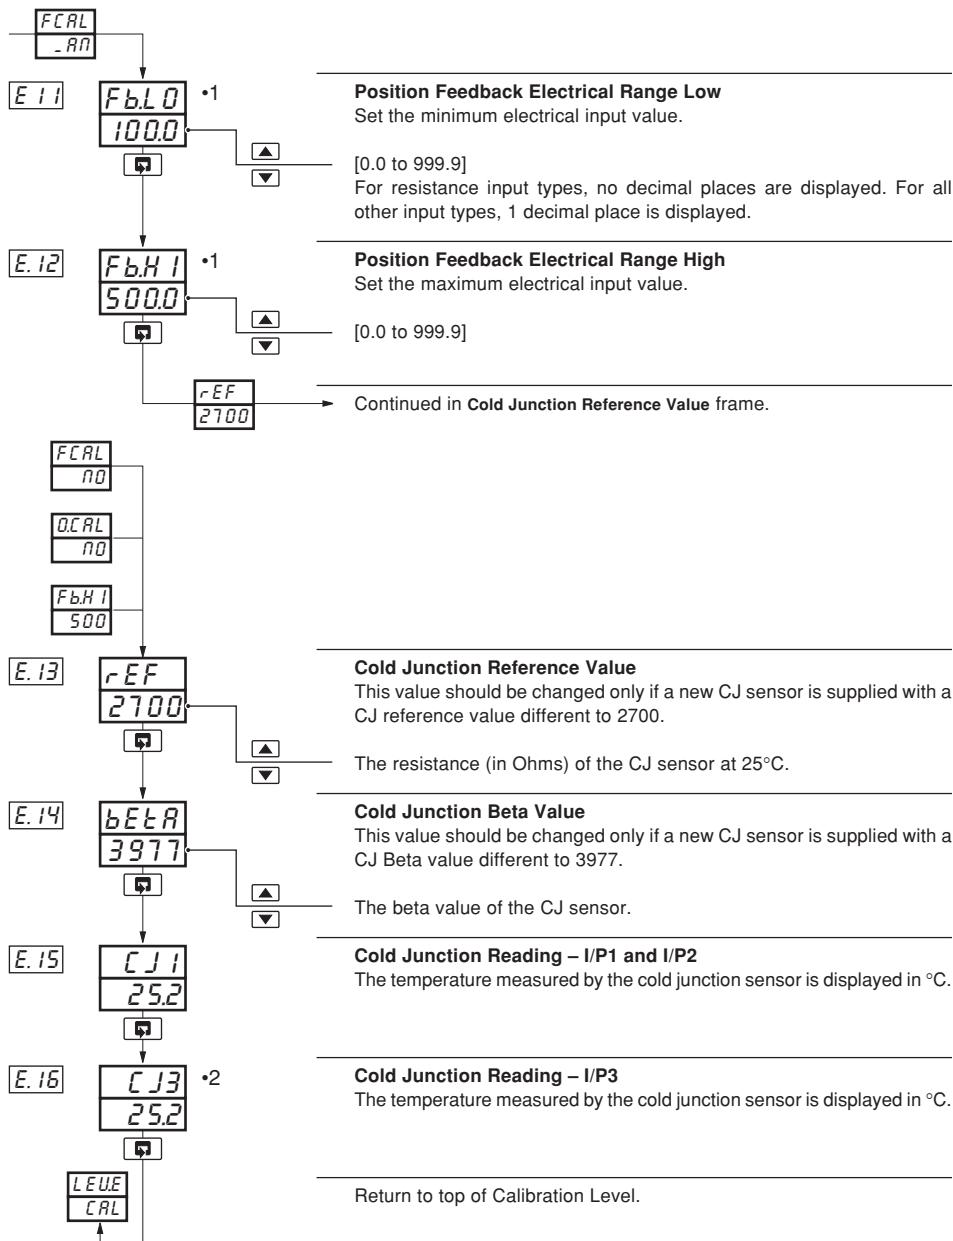 FCAL
_An
E11
Fb.LO
100.0
•1
Position Feedback Electrical Range Low
Set the minimum electrical input value.
[0.0 to 999.9]
For resistance input types, no decimal places are displayed. For all
other input types, 1 decimal place is displayed.
E.12
Fb.HI
500.0
•1
Position Feedback Electrical Range High
Set the maximum electrical input value.
[0.0 to 999.9]
rEF
2700
Continued in Cold Junction Reference Value frame.
FCAL
no
O.CAL
no
Fb.HI
500
E.13
rEF
2700
Cold Junction Reference Value
This value should be changed only if a new CJ sensor is supplied with a
CJ reference value different to 2700.
The resistance (in Ohms) of the CJ sensor at 25°C.
E.14
bEtA
3977
Cold Junction Beta Value
This value should be changed only if a new CJ sensor is supplied with a
CJ Beta value different to 3977.
The beta value of the CJ sensor.
E.15
CJ1
25.2
Cold Junction Reading – I/P1 and I/P2
The temperature measured by the cold junction sensor is displayed in °C.
E.16
CJ3
25.2
•2
Cold Junction Reading – I/P3
The temperature measured by the cold junction sensor is displayed in °C.
LEV.E
CAL
Return to top of Calibration Level.